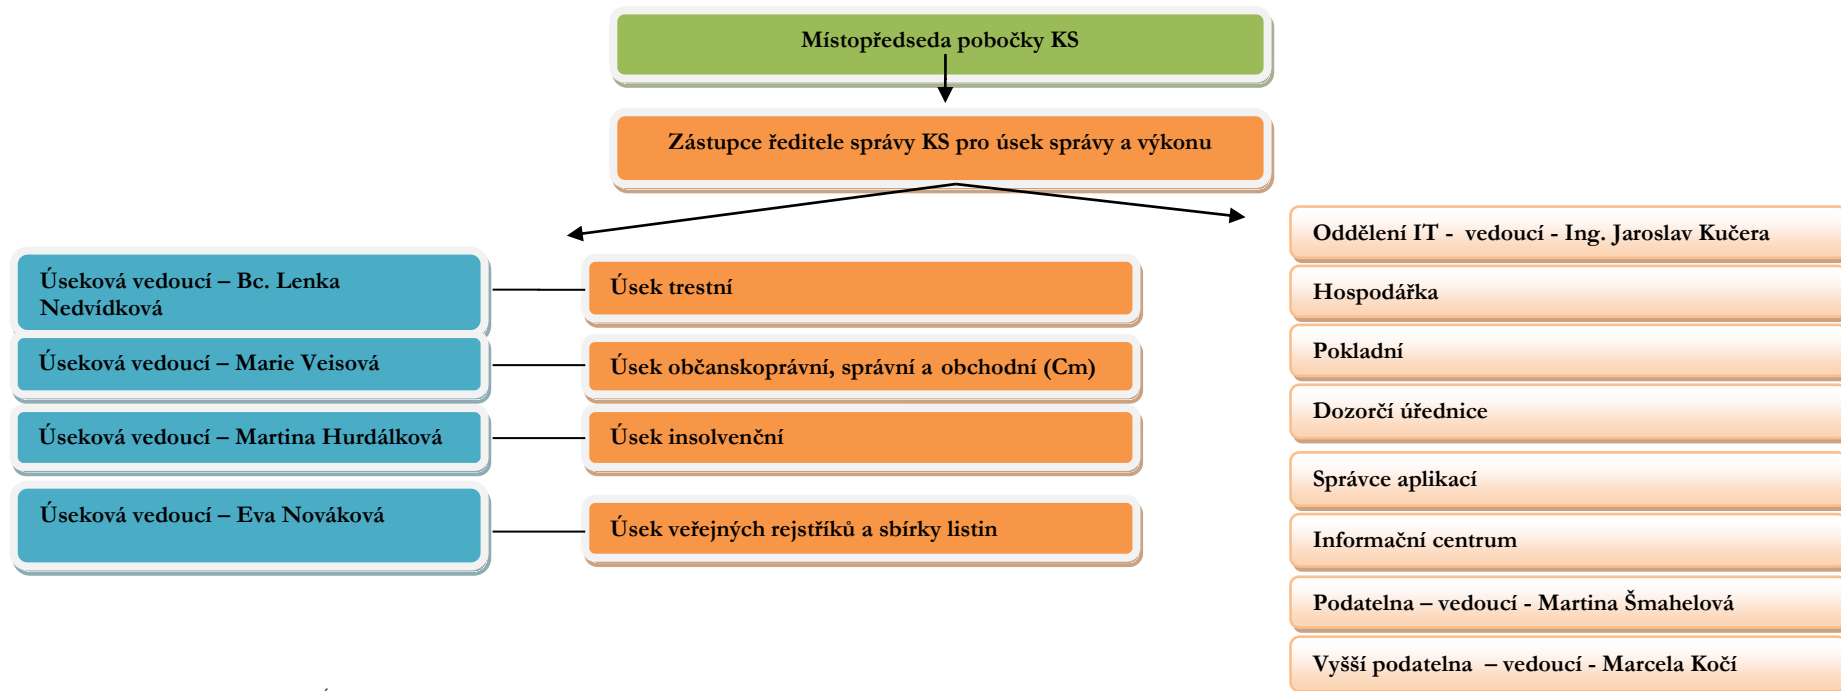 Místopředseda pobočky KS
Zástupce ředitele správy KS pro úsek správy a výkonu
Úseková vedoucí – Bc. Lenka
Nedvídková
Úsek trestní
Úseková vedoucí – Marie Veisová
Úsek občanskoprávní, správní a obchodní (Cm)
Úseková vedoucí – Martina Hurdálková
Úsek insolvenční
Úseková vedoucí – Eva Nováková
Úsek veřejných rejstříků a sbírky listin
Oddělení IT - vedoucí - Ing. Jaroslav Kučera
Hospodářka
Pokladní
Dozorčí úřednice
Správce aplikací
Informační centrum
Podatelna – vedoucí - Martina Šmahelová
Vyšší podatelna – vedoucí - Marcela Kočí